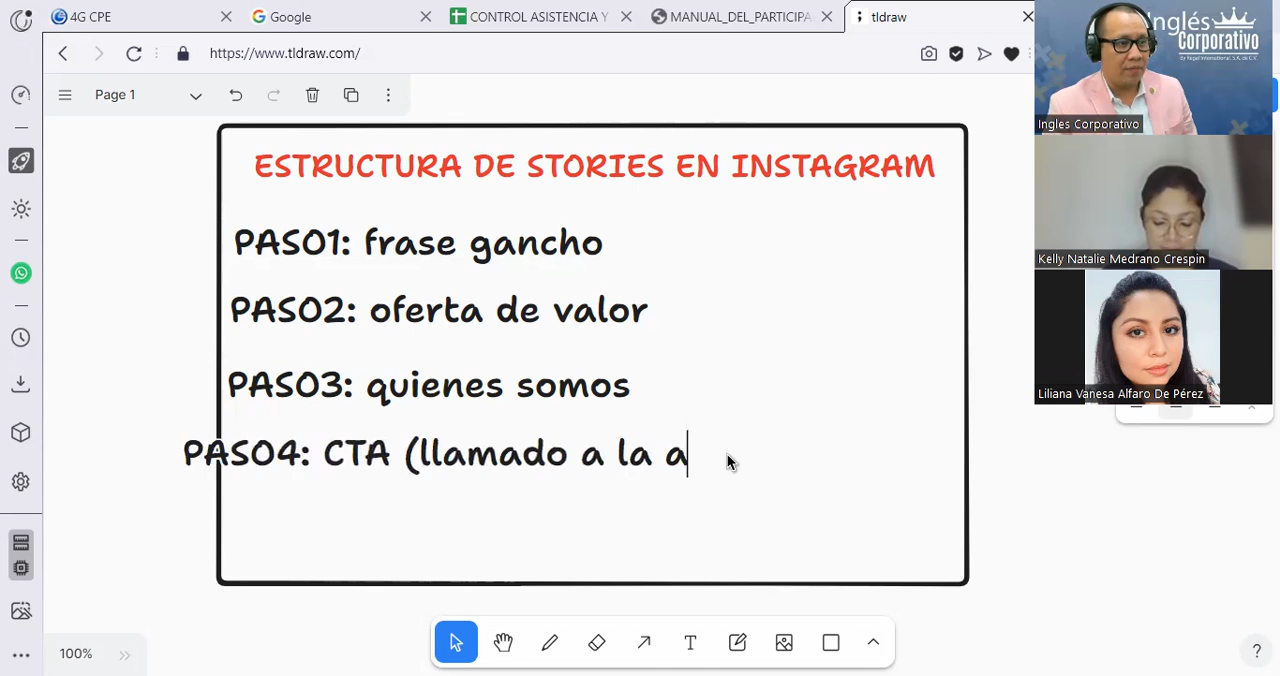 4G CPE
Google
CONTROL ASISTENCIA Y
MANUAL_DEL_PARTICIPA
tldraw
https://www.tldraw.com/
Page 1
ESTRUCTURA DE STORIES EN INSTAGRAM
PASO1: frase gancho
PASO2: oferta de valor
PASO3: quienes somos
PASO4: CTA (llamado a la a
100%
T
?
Inglés
Corporativo
Ingles Corporativo
Kelly Natalie Medrano Crespin
Liliana Vanesa Alfaro De Pérez